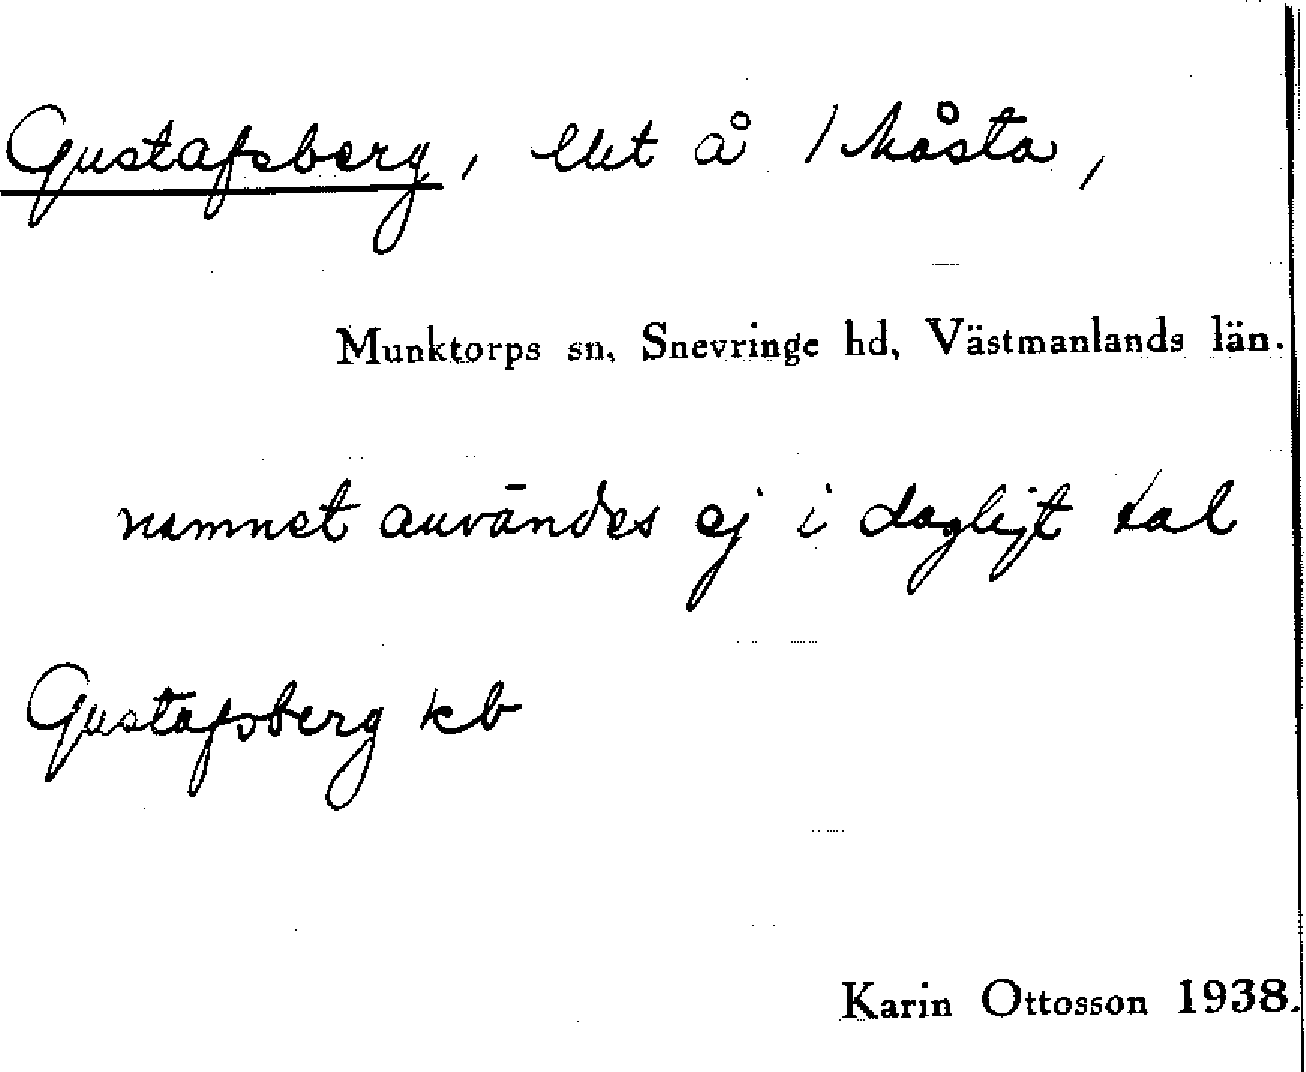 Gustafsberg, lht å 1 Kåsta,
Munktorps sn, Snevringe hd, Västmanlands län.
namnet användes ej i dagligt tal
Gustafsberg kb
Karin Ottosson 1938.